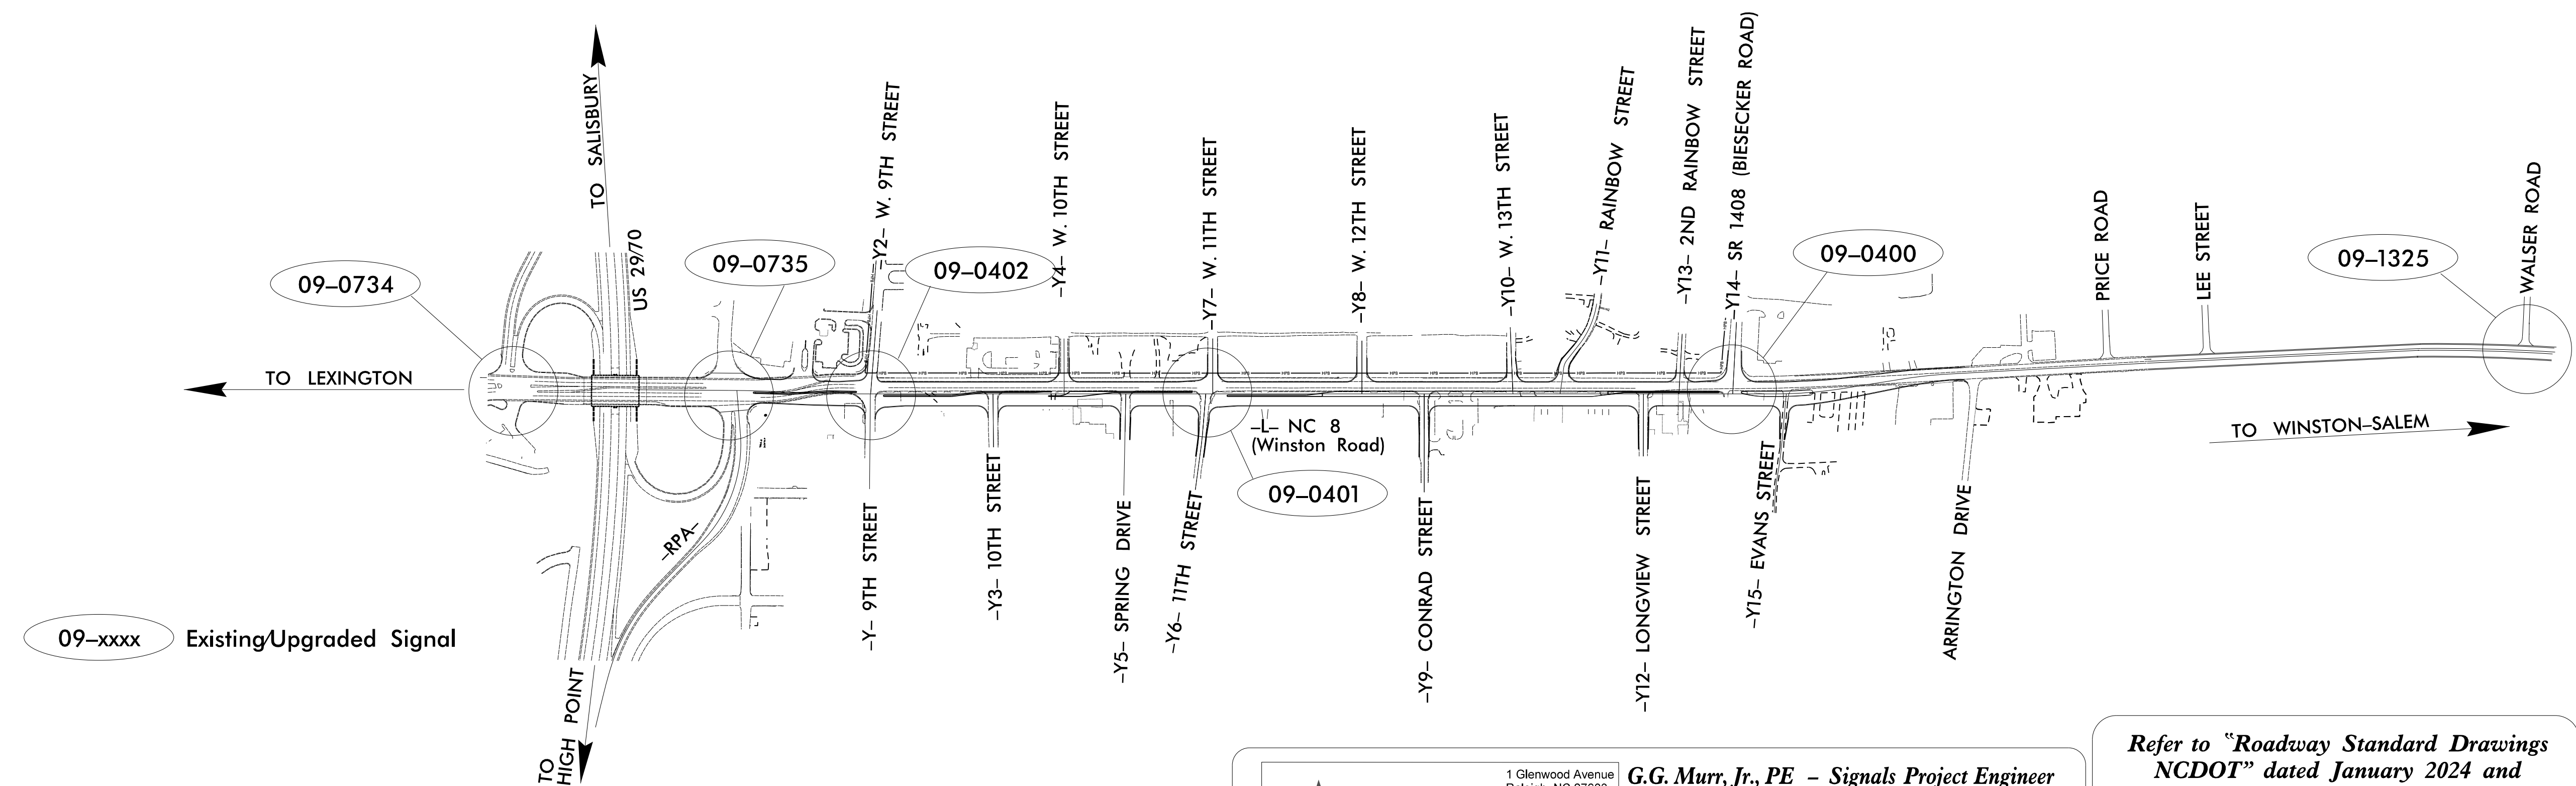 TO SALISBURY
US 29/70
09–0734
09–0735
09–0402
09–0400
09–1325
–Y2– W. 9TH STREET
–Y4– W. 10TH STREET
–Y7– W. 11TH STREET
–Y8– W. 12TH STREET
–Y10– W. 13TH STREET
–Y11– RAINBOW STREET
–Y13– 2ND RAINBOW STREET
–Y14– SR 1408 (BIESECKER ROAD)
PRICE ROAD
LEE STREET
WALSER ROAD
TO LEXINGTON
–L– NC 8
(Winston Road)
TO WINSTON–SALEM
09–0401
–RPA–
–Y– 9TH STREET
–Y3– 10TH STREET
–Y5– SPRING DRIVE
–Y6– 11TH STREET
–Y9– CONRAD STREET
–Y12– LONGVIEW STREET
–Y15– EVANS STREET
ARRINGTON DRIVE
09–xxxx Existing/Upgraded Signal
TO
HIGH POINT
1 Glenwood Avenue
G.G. Murr, Jr., PE – Signals Project Engineer
Refer to "Roadway Standard Drawings
NCDOT" dated January 2024 and